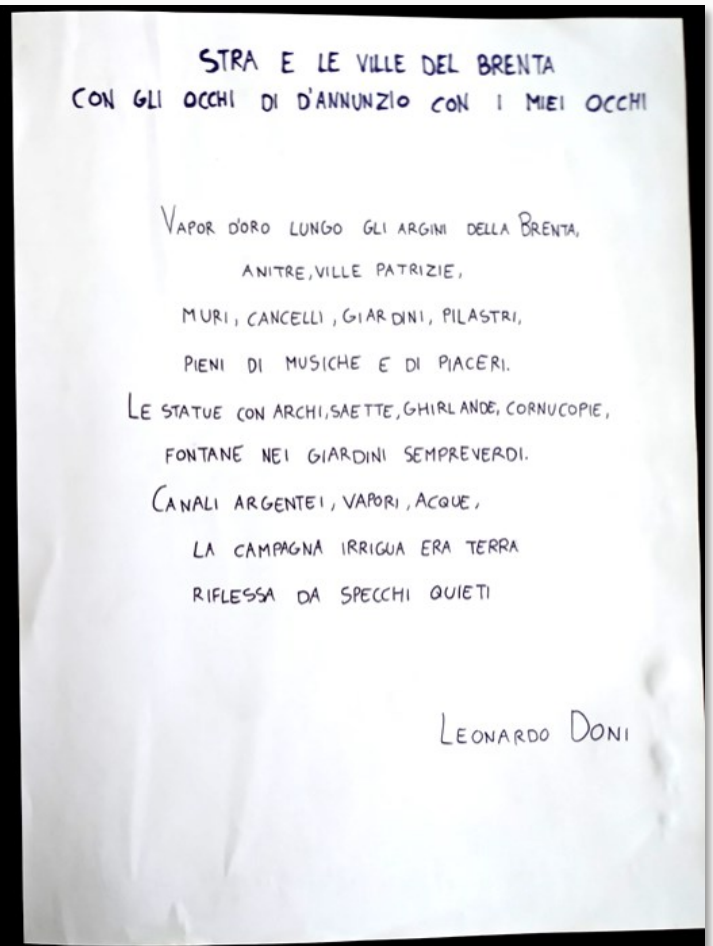 STRA E LE VILLE DEL BRENTA
CON GLI OCCHI DI D'ANNUNZIO CON I MIEI OCCHI
VAPOR D'ORO LUNGO GLI ARGINI DELLA BRENTA,
ANITRE, VILLE PATRIZIE,
MURI, CANCELLI, GIARDINI, PILASTRI,
PIENI DI MUSICHE E DI PIACERI.
LE STATUE CON ARCHI, SAETTE, GHIRLANDE, CORNUCOPIE,
FONTANE NEI GIARDINI SEMPREVERDI.
CANALI ARGENTEI, VAPORI, ACQUE,
LA CAMPAGNA IRRIGUA ERA TERRA
RIFLESSA DA SPECCHI QUIETI
LEONARDO DONI